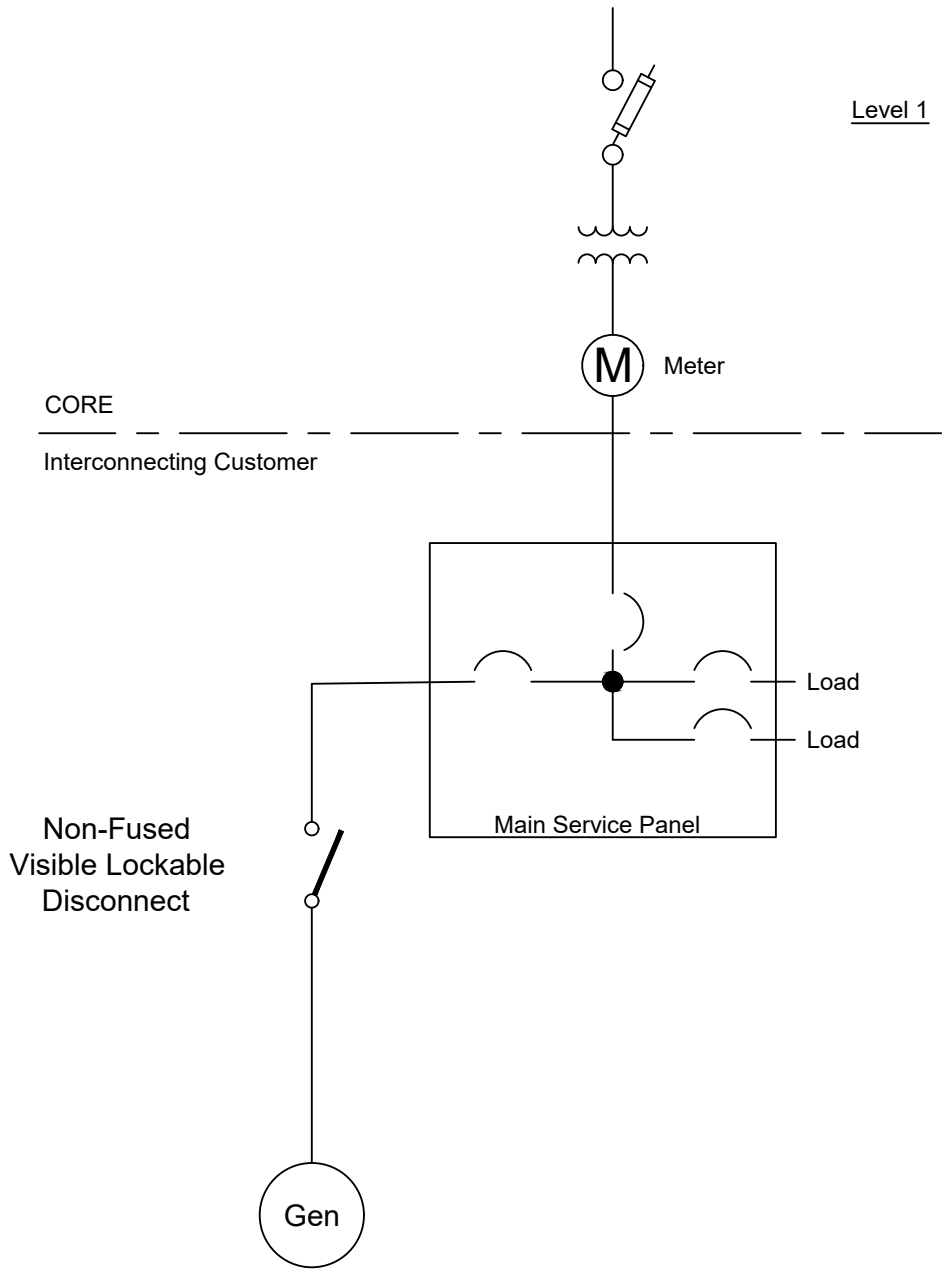 Level 1
M
Meter
CORE
Interconnecting Customer
Load
Load
Main Service Panel
Non-Fused
Visible Lockable
Disconnect
Gen